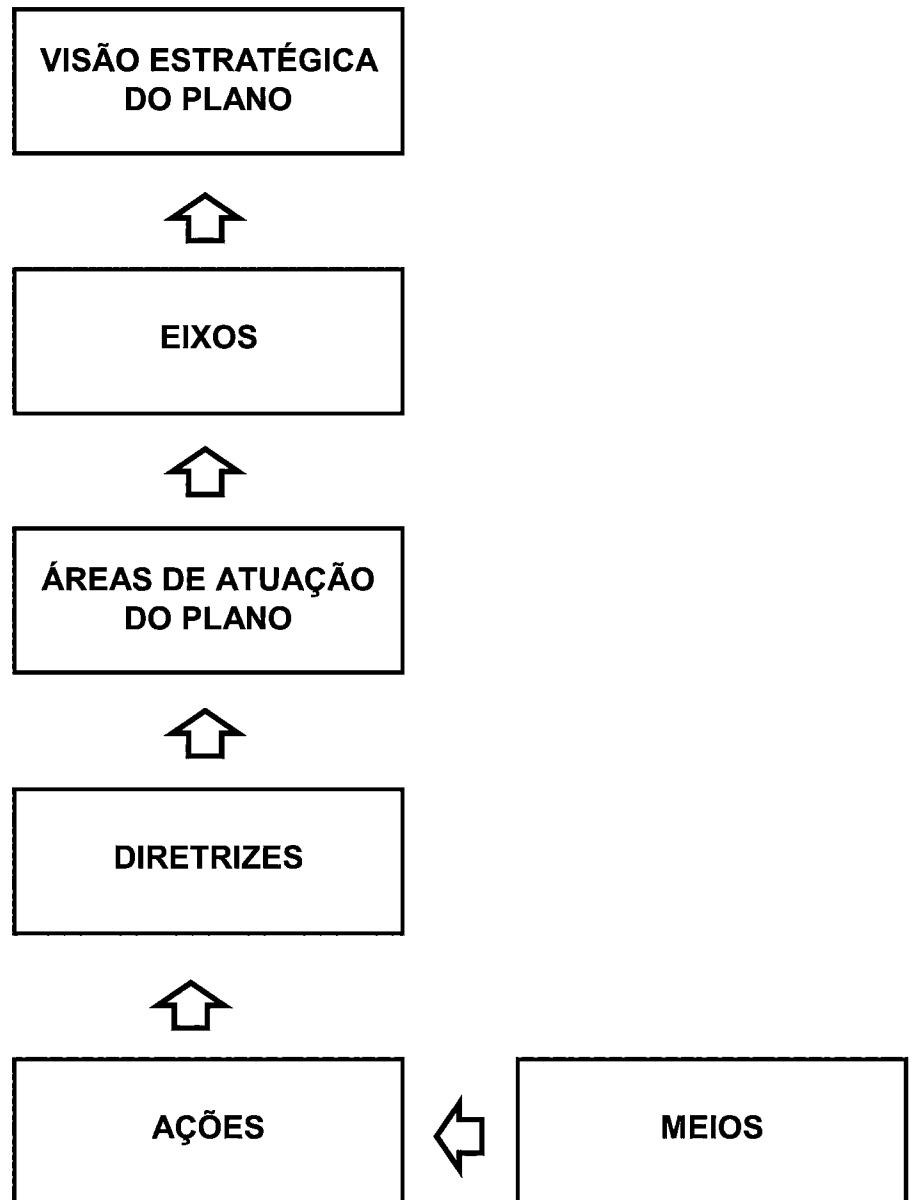 VISÃO ESTRATÉGICA
DO PLANO
EIXOS
ÁREAS DE ATUAÇÃO
DO PLANO
DIRETRIZES
AÇÕES
MEIOS